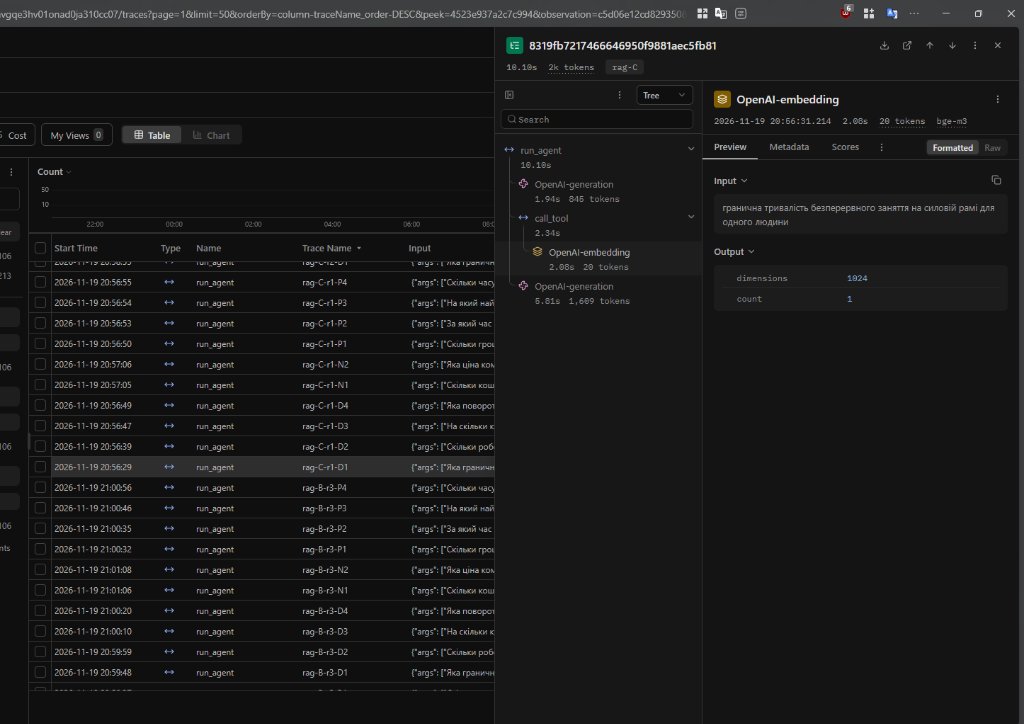 vgqe3hv01onad0ja310cc07/traces?page=1&limit=50&orderBy=column-traceName_order-DESC&peek=4523e937a2c7c994&observation=c5d06e12cd829350
6
8319fb7217466646950f9881aec5fb81
10.10s 2k tokens rag-C
Tree
Search
run_agent
10.10s
OpenAI-generation
1.94s 845 tokens
call_tool
2.34s
OpenAI-embedding
2.08s 20 tokens
OpenAI-generation
5.81s 1,609 tokens
OpenAI-embedding
2026-11-19 20:56:31.214 2.08s 20 tokens bge-m3
Preview Metadata Scores Formatted Raw
Input
гранична тривалість безперервного заняття на силовій рамі для
одного людини
Output
dimensions 1024
count 1
Cost My Views 0 Table Chart
Count
50
10
22:00 00:00 02:00 04:00 06:00
Start Time Type Name Trace Name Input
2026-11-19 20:56:55 run_agent rag-C-r1-P4 {"args": ["Скільки часу
2026-11-19 20:56:54 run_agent rag-C-r1-P3 {"args": ["На який най
2026-11-19 20:56:53 run_agent rag-C-r1-P2 {"args": ["За який час
2026-11-19 20:56:50 run_agent rag-C-r1-P1 {"args": ["Скільки гро
2026-11-19 20:57:06 run_agent rag-C-r1-N2 {"args": ["Яка ціна ком
2026-11-19 20:57:05 run_agent rag-C-r1-N1 {"args": ["Скільки кош
2026-11-19 20:56:49 run_agent rag-C-r1-D4 {"args": ["Яка поворот
2026-11-19 20:56:47 run_agent rag-C-r1-D3 {"args": ["На скільки к
2026-11-19 20:56:39 run_agent rag-C-r1-D2 {"args": ["Скільки робо
2026-11-19 20:56:29 run_agent rag-C-r1-D1 {"args": ["Яка граничн
2026-11-19 21:00:56 run_agent rag-B-r3-P4 {"args": ["Скільки часу
2026-11-19 21:00:46 run_agent rag-B-r3-P3 {"args": ["На який най
2026-11-19 21:00:35 run_agent rag-B-r3-P2 {"args": ["За який час
2026-11-19 21:00:32 run_agent rag-B-r3-P1 {"args": ["Скільки гро
2026-11-19 21:01:08 run_agent rag-B-r3-N2 {"args": ["Яка ціна ком
2026-11-19 21:01:06 run_agent rag-B-r3-N1 {"args": ["Скільки кош
2026-11-19 21:00:20 run_agent rag-B-r3-D4 {"args": ["Яка поворот
2026-11-19 21:00:10 run_agent rag-B-r3-D3 {"args": ["На скільки к
2026-11-19 20:59:59 run_agent rag-B-r3-D2 {"args": ["Скільки робо
2026-11-19 20:59:48 run_agent rag-B-r3-D1 {"args": ["Яка граничн